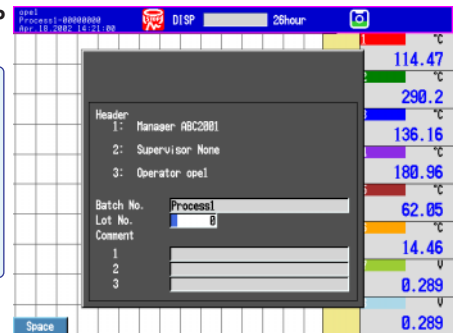 ope1
Process1-00000000
Apr.18.2002 14:21:00
DISP
26hour
℃
114.47
2
℃
290.2
℃
136.16
℃
180.96
℃
62.05
℃
14.46
V
0.289
V
0.289
Header
1: Manager ABC2001
2: Supervisor None
3: Operator ope1
Batch No. Process1
Lot No. 0
Comment
1
2
3
Space